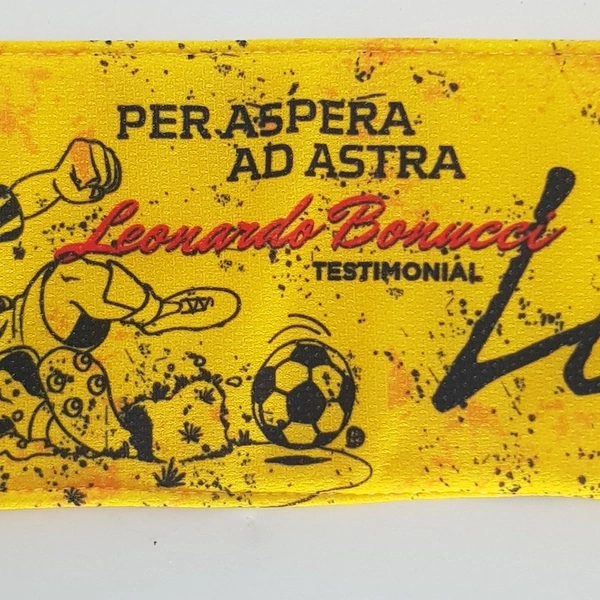 PER ASPERA
AD ASTRA
Leonardo Bonucci
TESTIMONIAL